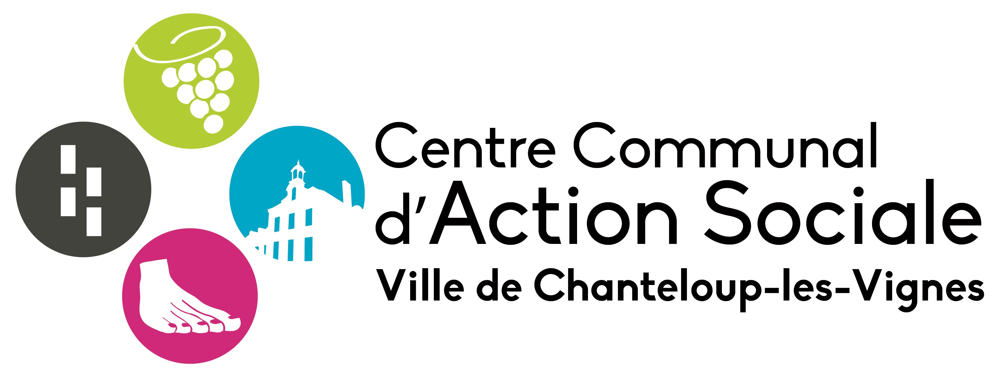 Centre Communal
d’Action Sociale
Ville de Chanteloup-les-Vignes